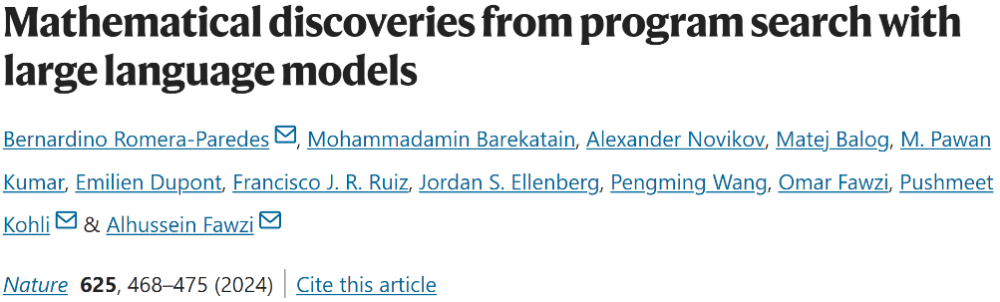 Mathematical discoveries from program search with
large language models
Bernardino Romera-Paredes, Mohammadamin Barekatain, Alexander Novikov, Matej Balog, M. Pawan
Kumar, Emilien Dupont, Francisco J. R. Ruiz, Jordan S. Ellenberg, Pengming Wang, Omar Fawzi, Pushmeet
Kohli & Alhussein Fawzi
Nature 625, 468–475 (2024) | Cite this article